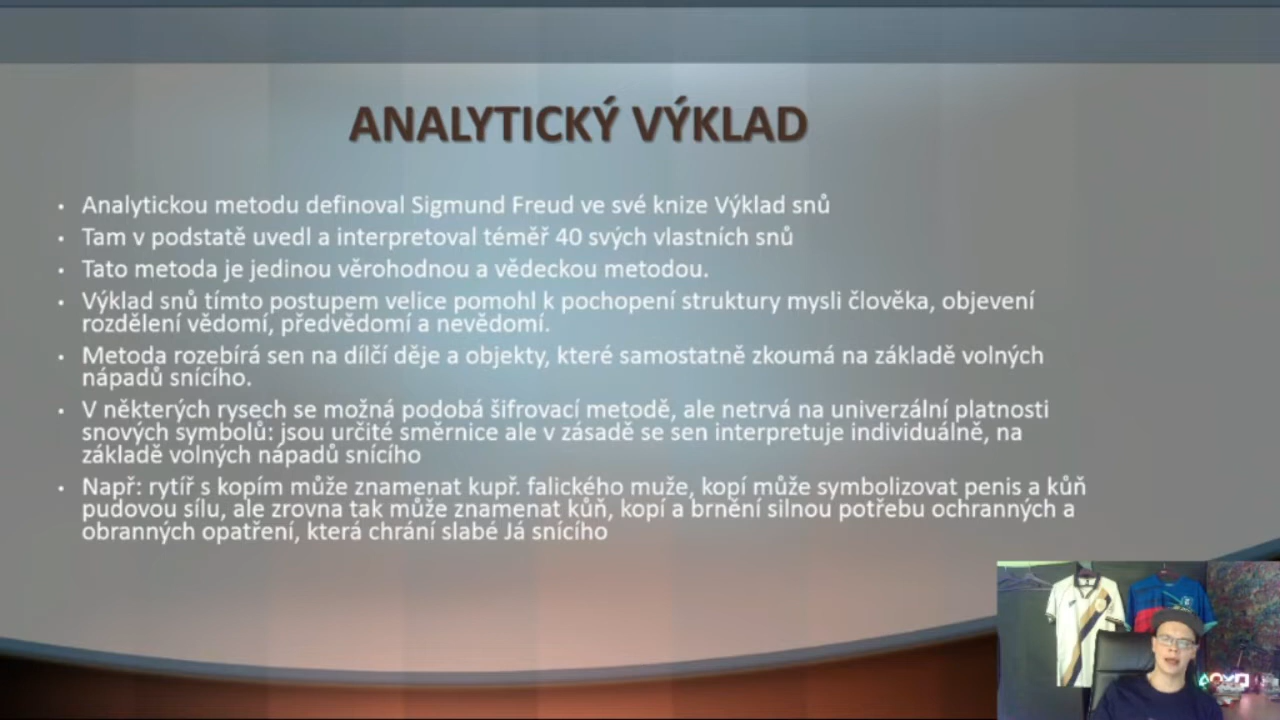 ANALYTICKÝ VÝKLAD
• Analytickou metodu definoval Sigmund Freud ve své knize Výklad snů
• Tam v podstatě uvedl a interpretoval téměř 40 svých vlastních snů
• Tato metoda je jedinou věrohodnou a vědeckou metodou.
• Výklad snů tímto postupem velice pomohl k pochopení struktury mysli člověka, objevení
rozdělení vědomí, předvědomí a nevědomí.
• Metoda rozebírá sen na dílčí děje a objekty, které samostatně zkoumá na základě volných
nápadů snícího.
• V některých rysech se možná podobá šifrovací metodě, ale netrvá na univerzální platnosti
snových symbolů: jsou určité směrnice ale v zásadě se sen interpretuje individuálně, na
základě volných nápadů snícího
• Např: rytíř s kopím může znamenat kupř. falického muže, kopí může symbolizovat penis a kůň
pudovou sílu, ale zrovna tak může znamenat kůň, kopí a brnění silnou potřebu ochranných a
obranných opatření, která chrání slabé Já snícího